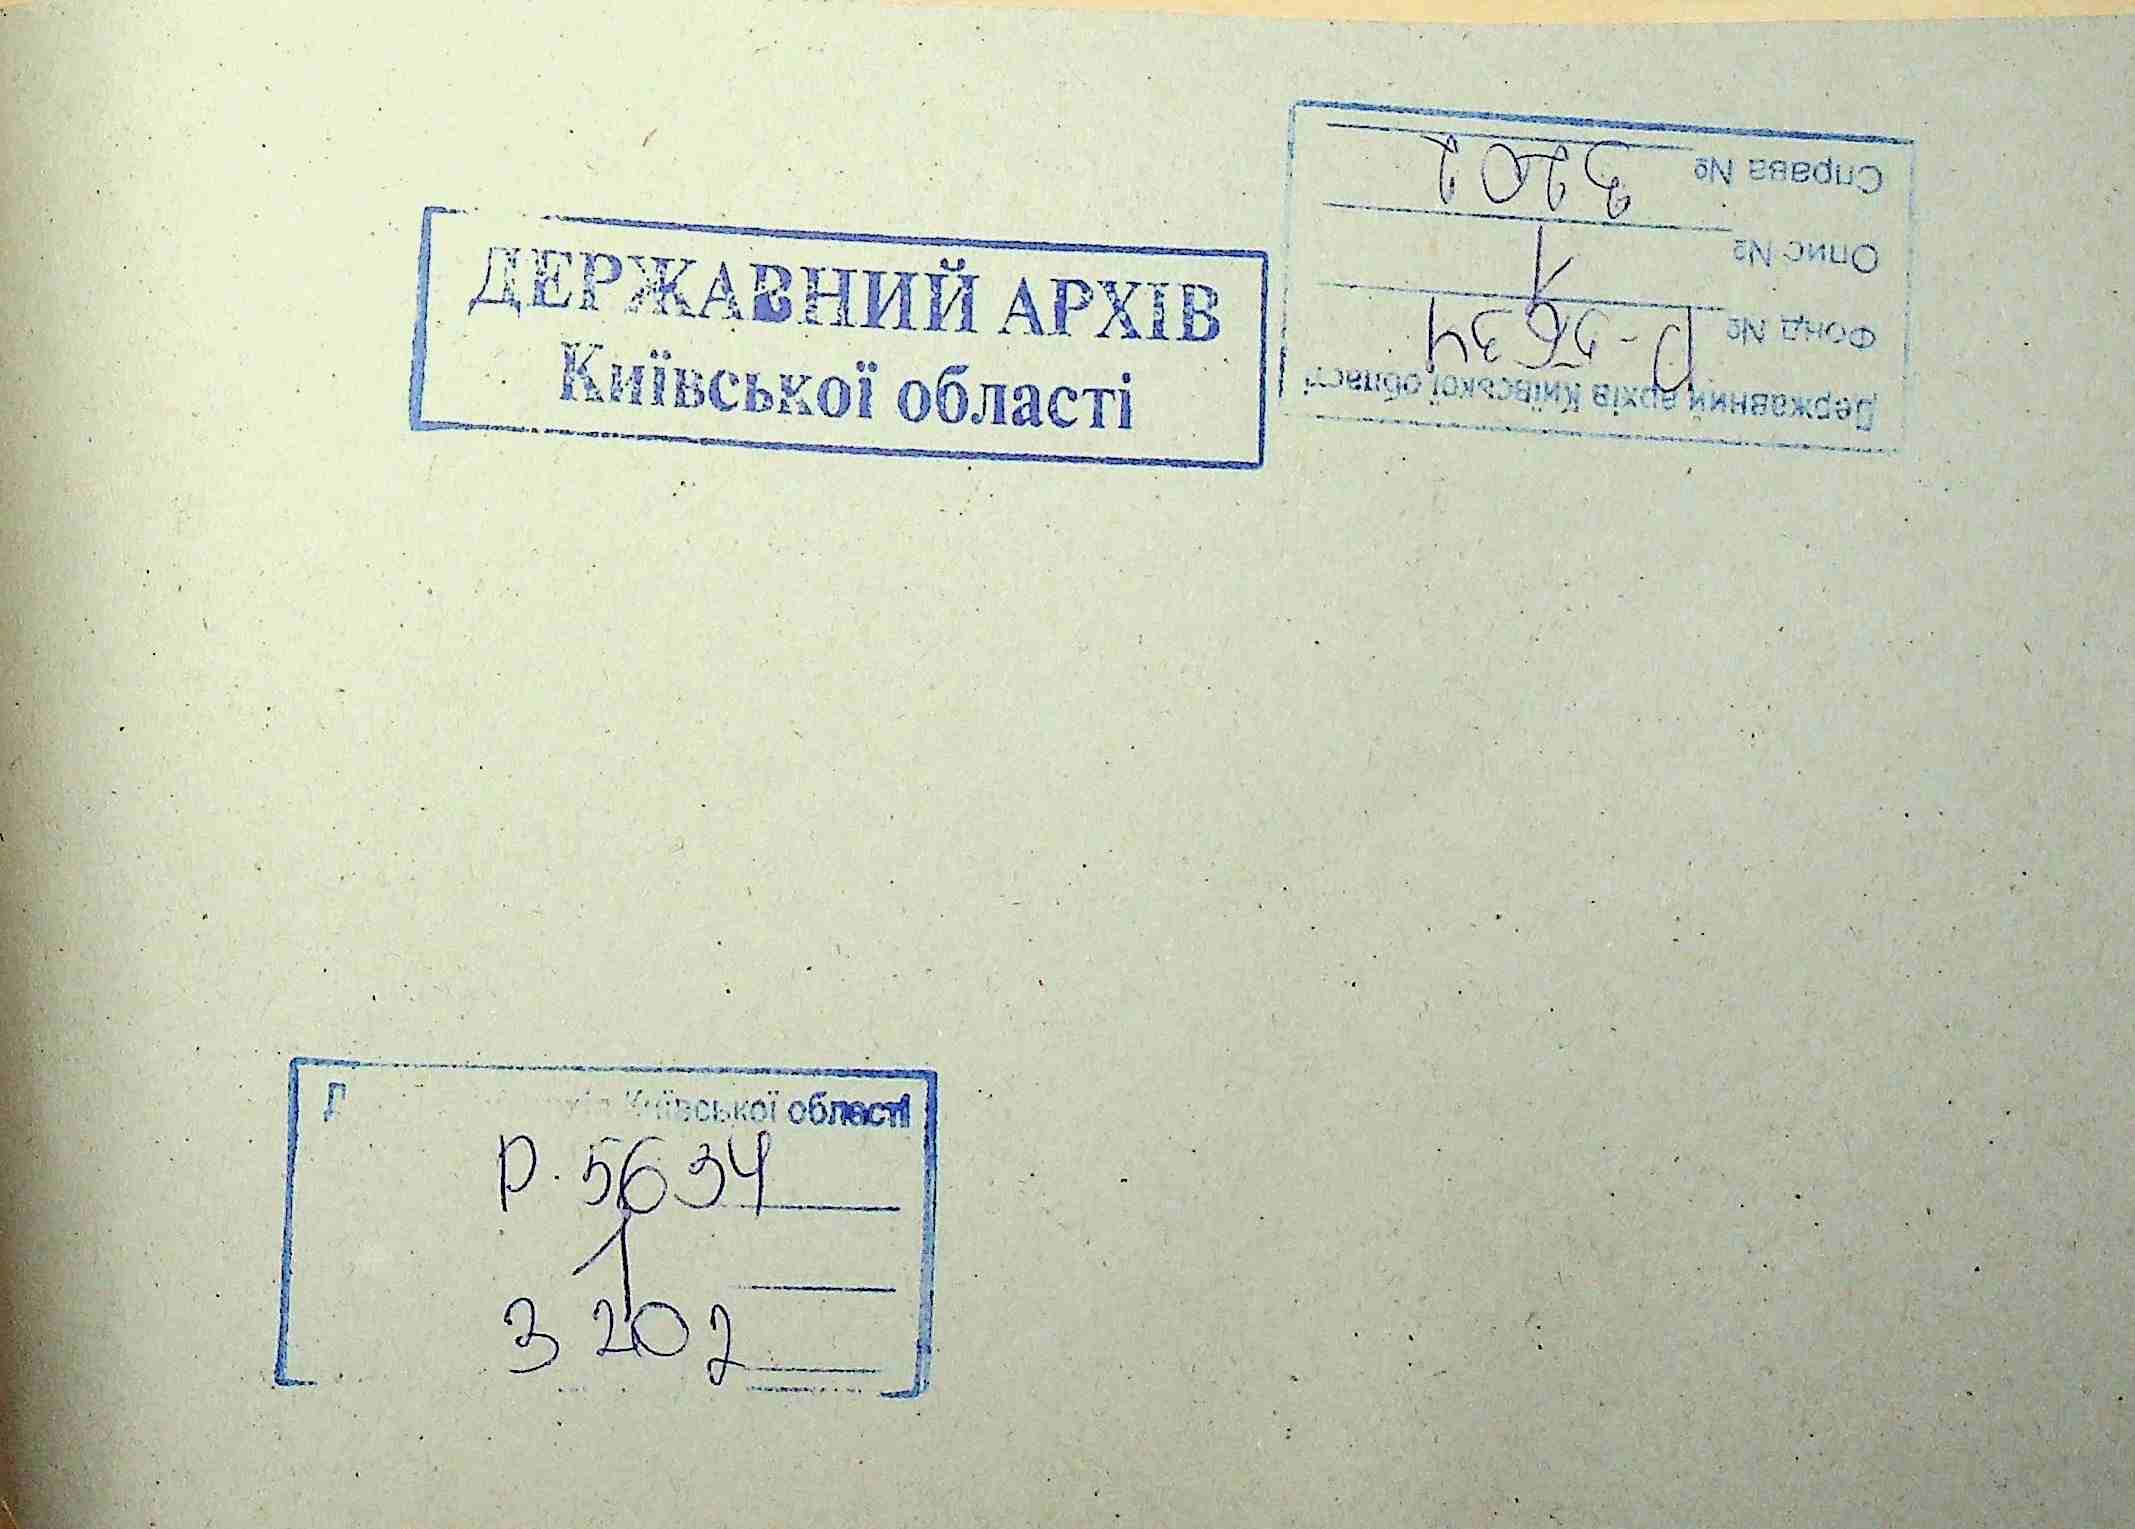 ДЕРЖАВНИЙ АРХІВ
Київської області
Державний архів Київської області
Фонд № Р-5634
Опис № 1
Справа № 3202
Київської області
Р. 5634
1
3202